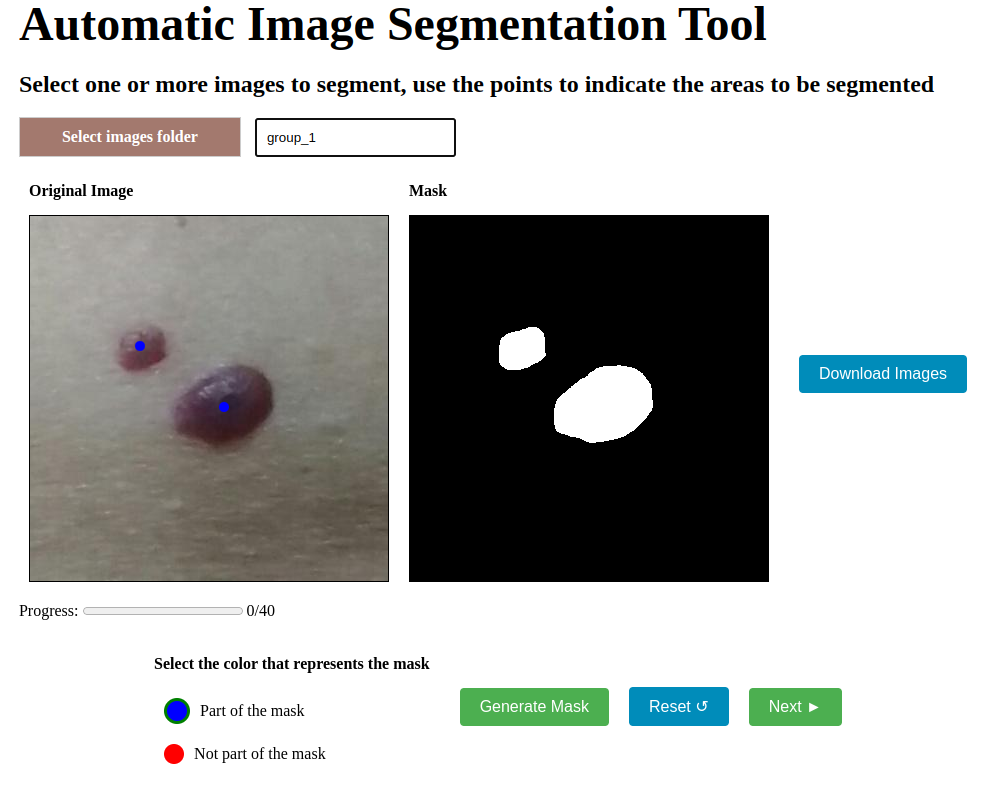 Automatic Image Segmentation Tool
Select one or more images to segment, use the points to indicate the areas to be segmented
Select images folder group_1
Original Image Mask
Download Images
Progress: 0/40
Select the color that represents the mask
Generate Mask Reset ↺ Next ►
Part of the mask
Not part of the mask